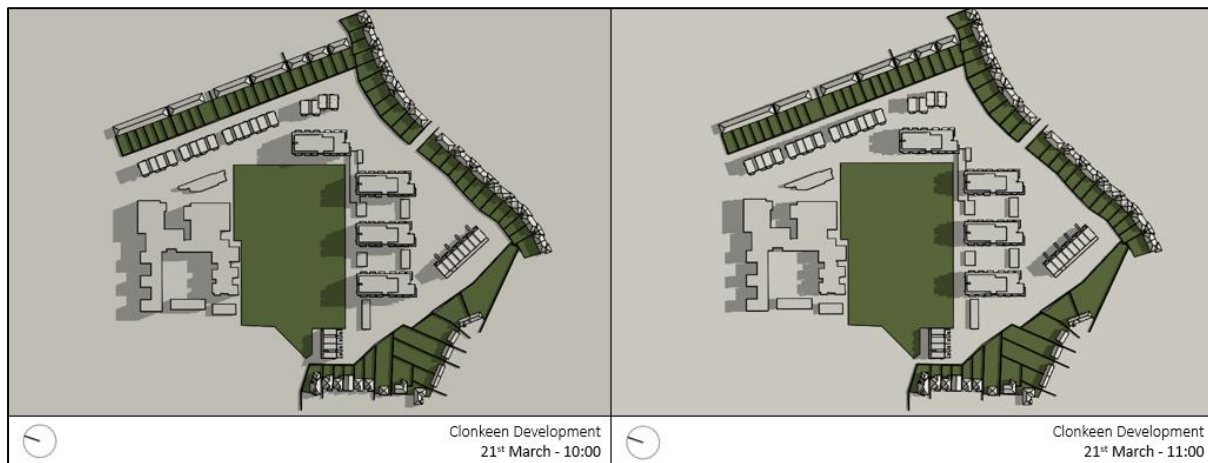 Clonkeen Development
21st March - 10:00
Clonkeen Development
21st March - 11:00